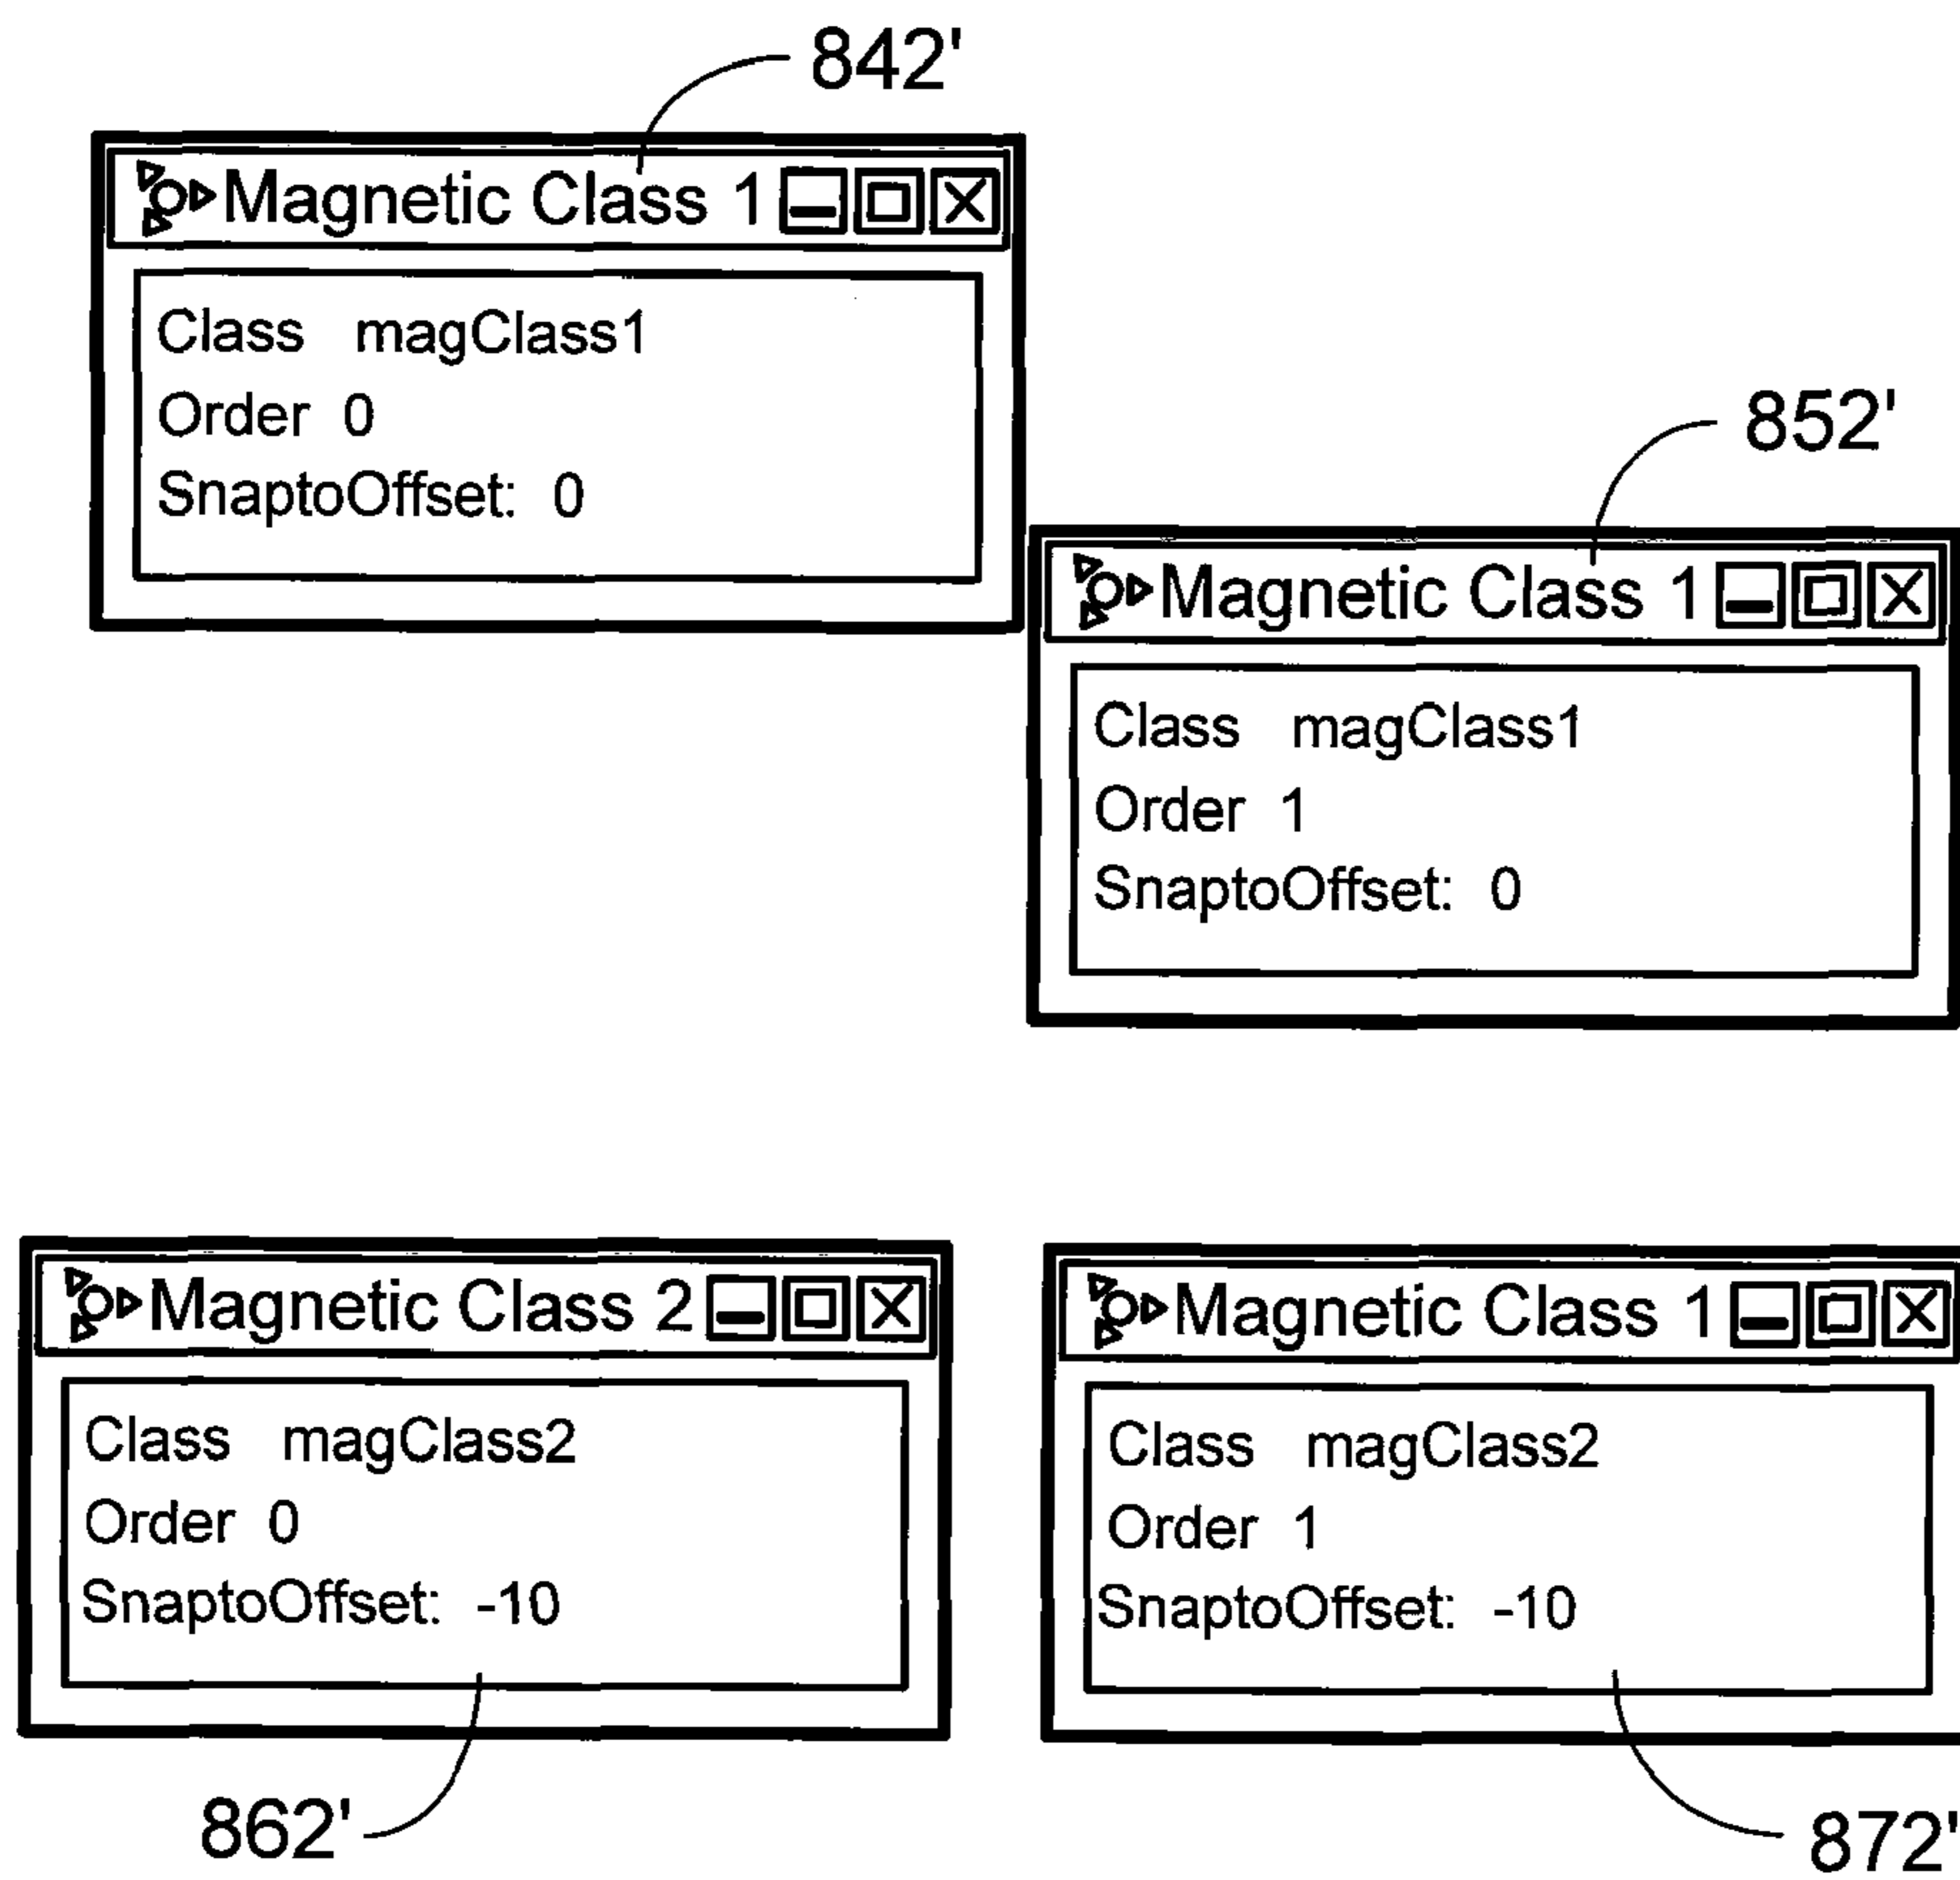 842'
Magnetic Class 1
Class magClass1
Order 0
SnaptoOffset: 0
852'
Magnetic Class 1
Class magClass1
Order 1
SnaptoOffset: 0
Magnetic Class 2
Class magClass2
Order 0
SnaptoOffset: -10
862'
Magnetic Class 1
Class magClass2
Order 1
SnaptoOffset: -10
872'